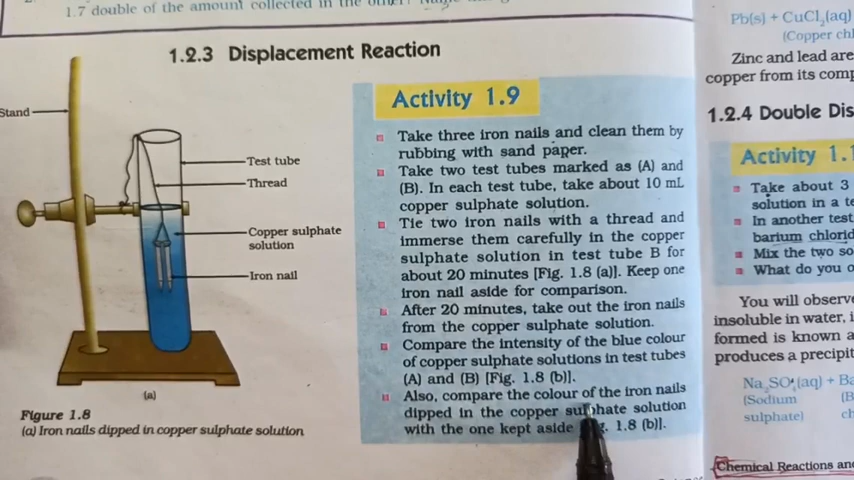 1.7 double of the amount collected in the other?
1.2.3 Displacement Reaction
Stand
Test tube
Thread
Copper sulphate
solution
Iron nail
(a)
Figure 1.8
(a) Iron nails dipped in copper sulphate solution
Activity 1.9
Take three iron nails and clean them by
rubbing with sand paper.
Take two test tubes marked as (A) and
(B). In each test tube, take about 10 mL
copper sulphate solution.
Tie two iron nails with a thread and
immerse them carefully in the copper
sulphate solution in test tube B for
about 20 minutes [Fig. 1.8 (a)]. Keep one
iron nail aside for comparison.
After 20 minutes, take out the iron nails
from the copper sulphate solution.
Compare the intensity of the blue colour
of copper sulphate solutions in test tubes
(A) and (B) [Fig. 1.8 (b)].
Also, compare the colour of the iron nails
dipped in the copper sulphate solution
with the one kept aside 1.8 (b)].
Pb(s) + CuCl₂(aq)
(Copper chl
Zinc and lead are
copper from its comp
1.2.4 Double Dis
Activity 1.1
Take about 3
solution in a te
In another test
barium chlorid
Mix the two so
What do you o
You will observe
insoluble in water, i
formed is known a
produces a precipit
Na₂SO₄(aq) + Ba
(Sodium (B
sulphate) ch
Chemical Reactions and